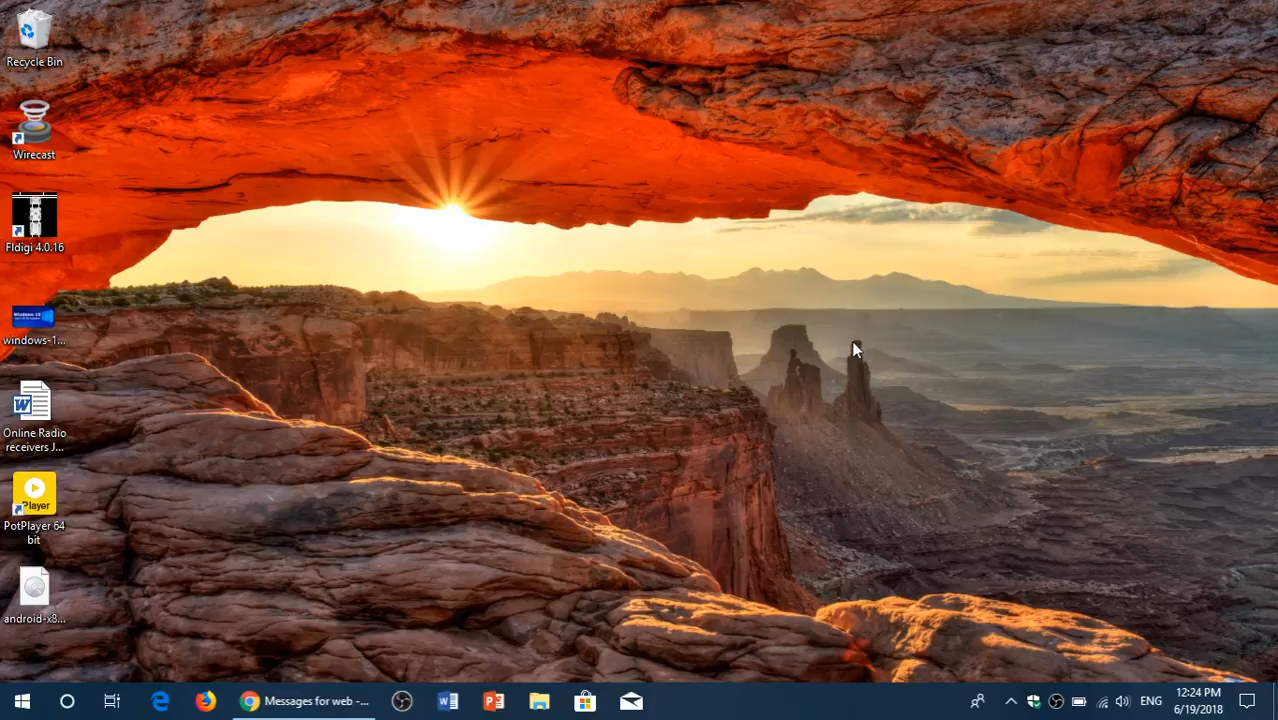 Recycle Bin
Wirecast
Fldigi 4.0.16
windows-1...
Online Radio
receivers J...
Player
PotPlayer 64
bit
android-x8...
Messages for web -...
ENG
12:24 PM
6/19/2018